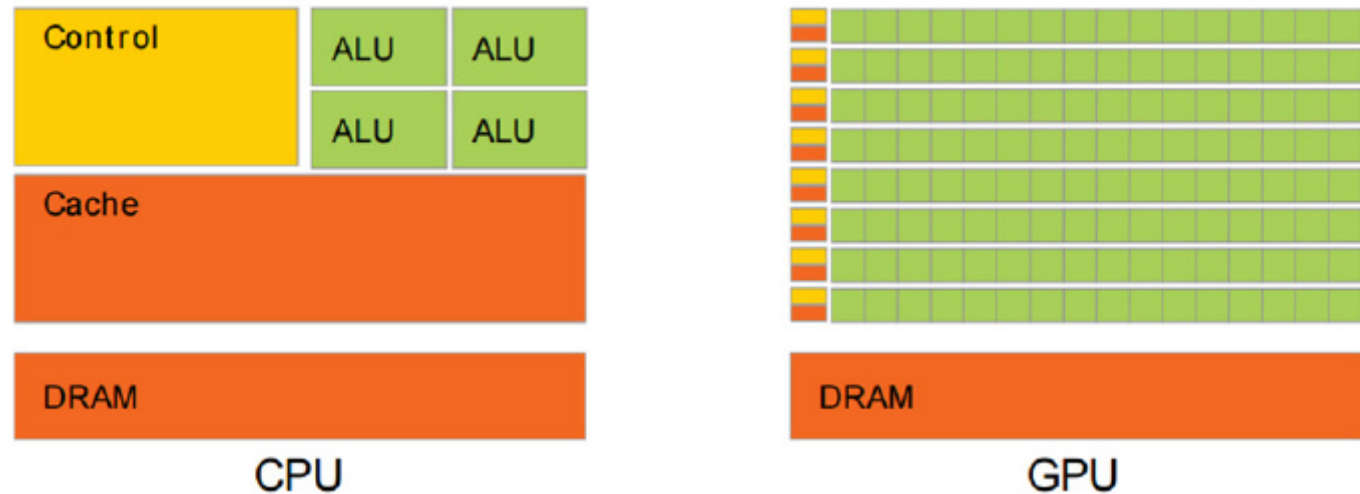 Control
ALU ALU
ALU ALU
Cache
DRAM
CPU
DRAM
GPU